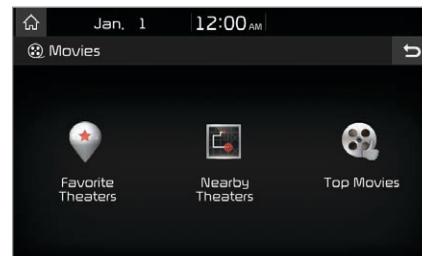 Jan. 1 12:00 AM
Movies
Favorite
Theaters
Nearby
Theaters
Top Movies